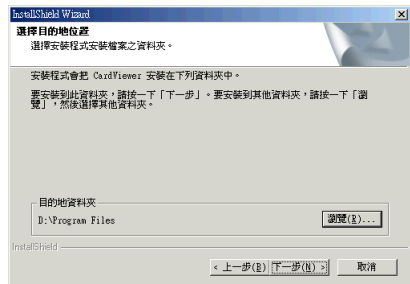 InstallShield Wizard
選擇目的地位置
選擇安裝程式安裝檔案之資料夾。
安裝程式會把 CardViewer 安裝在下列資料夾中。
要安裝到此資料夾，請按一下「下一步」。要安裝到其他資料夾，請按一下「瀏
覽」，然後選擇其他資料夾。
目的地資料夾
D:\Program Files
瀏覽(R)...
InstallShield
< 上一步(B)
下一步(N) >
取消